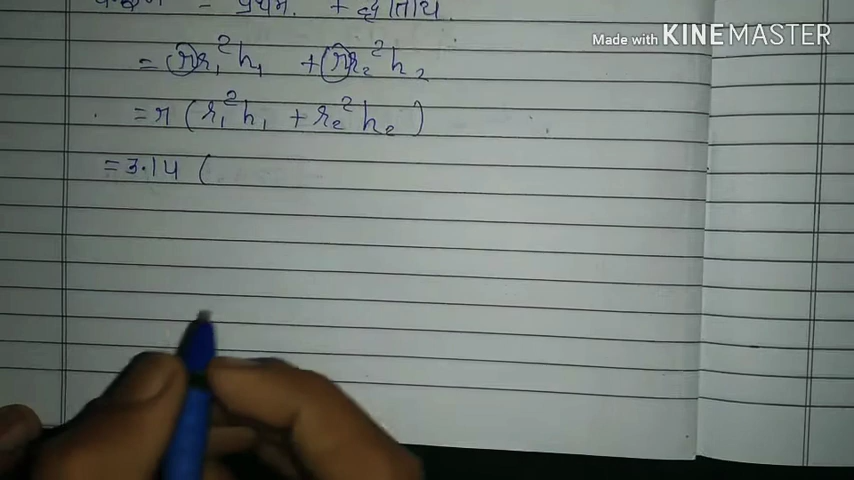 = प्रथम. + द्वितीय.
Made with KINEMASTER
= πr₁²h₁ + πr₂²h₂
= π (r₁²h₁ + r₂²h₂)
= 3.14 (